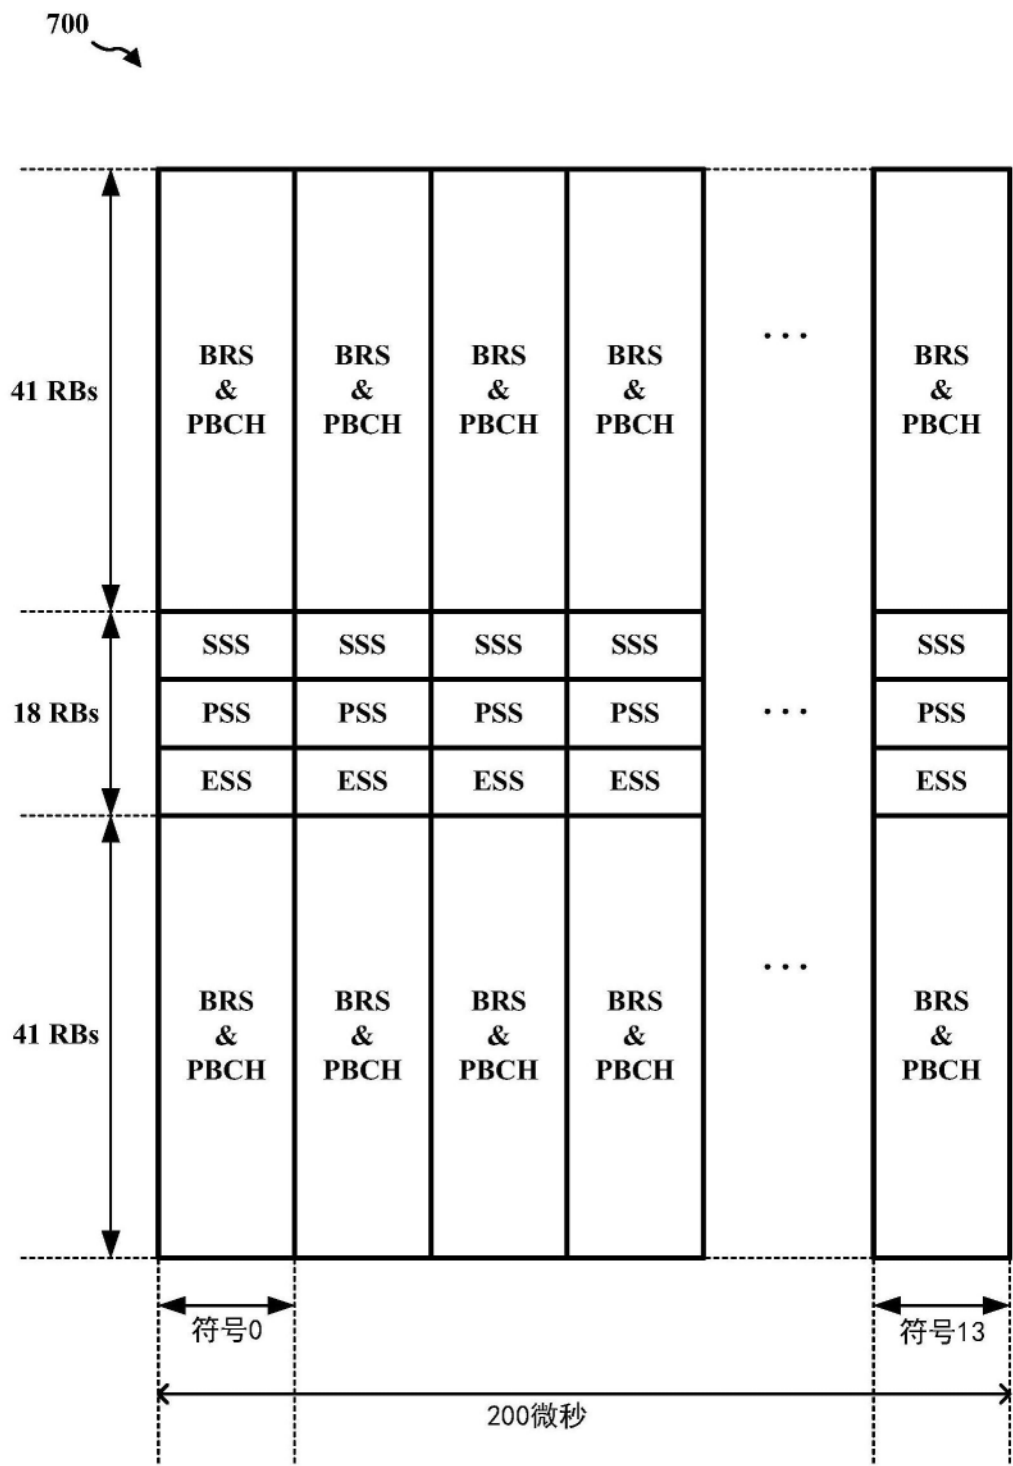 700
41 RBs
BRS
&
PBCH
BRS
&
PBCH
BRS
&
PBCH
BRS
&
PBCH
...
BRS
&
PBCH
18 RBs
SSS
SSS
SSS
SSS
SSS
PSS
PSS
PSS
PSS
...
PSS
ESS
ESS
ESS
ESS
ESS
41 RBs
BRS
&
PBCH
BRS
&
PBCH
BRS
&
PBCH
BRS
&
PBCH
...
BRS
&
PBCH
符号0
符号13
200微秒